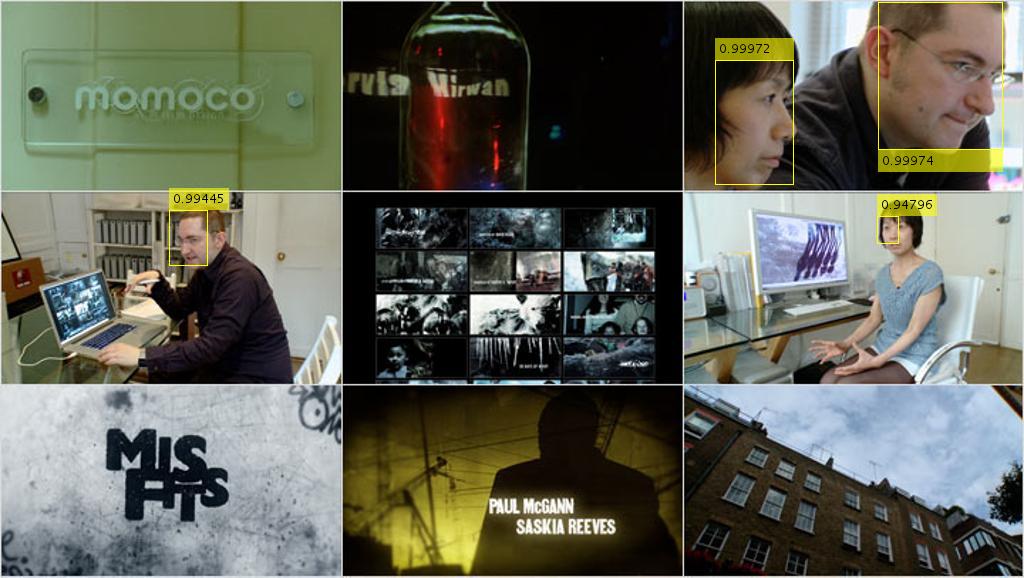 momoco
Nirwan
0.99972
0.99974
0.99445
0.94796
MIS
FITS
PAUL McGANN
SASKIA REEVES